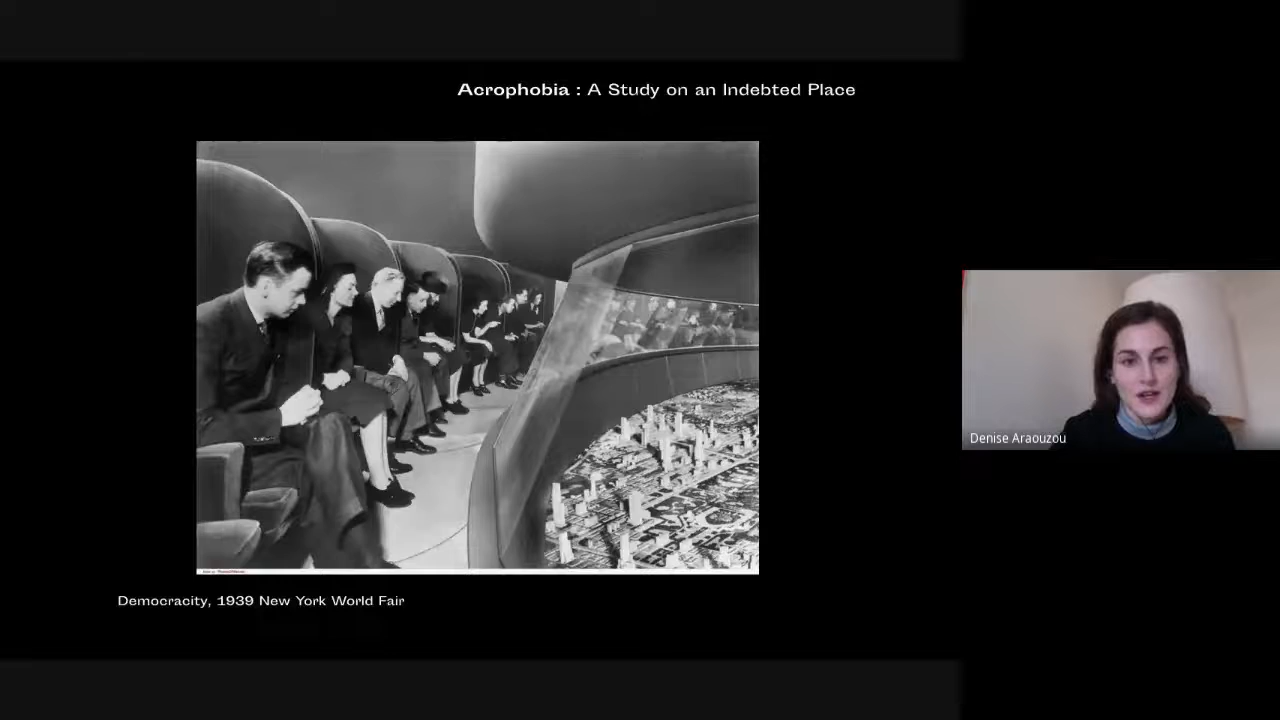 Acrophobia : A Study on an Indebted Place
Denise Araouzou
Democracity, 1939 New York World Fair